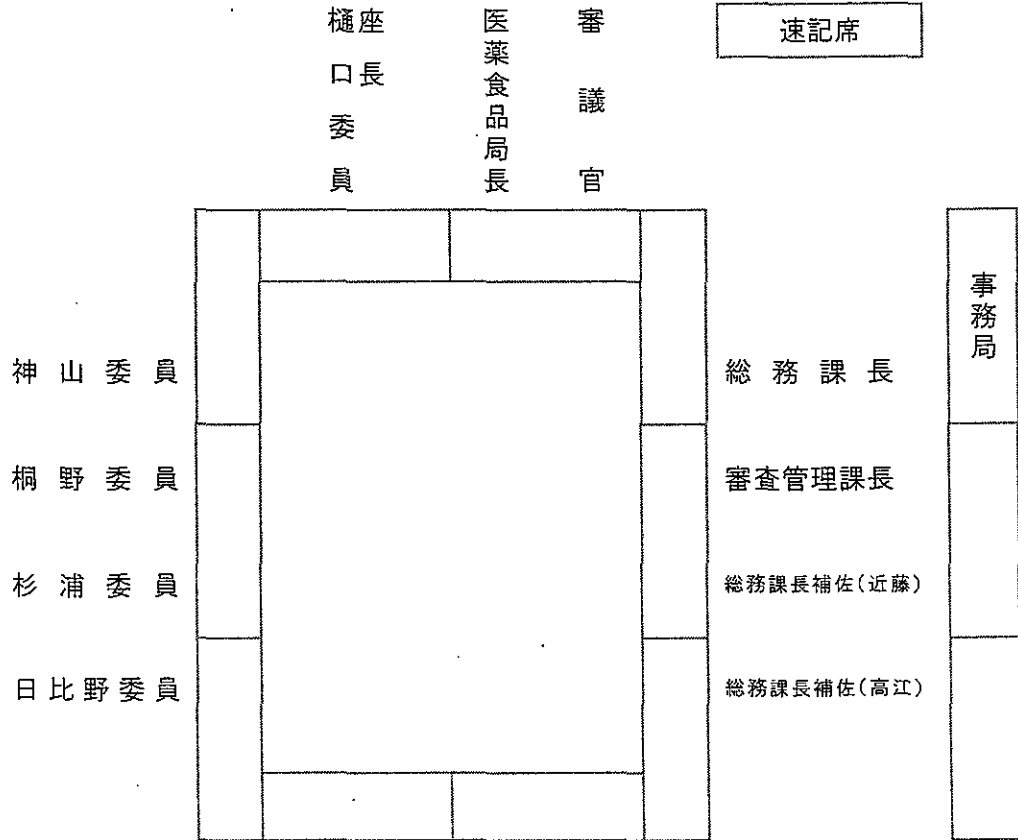 座長
樋口委員
医薬食品局長
審議官
速記席
事務局
神山委員
総務課長
桐野委員
審査管理課長
杉浦委員
総務課長補佐(近藤)
日比野委員
総務課長補佐(高江)